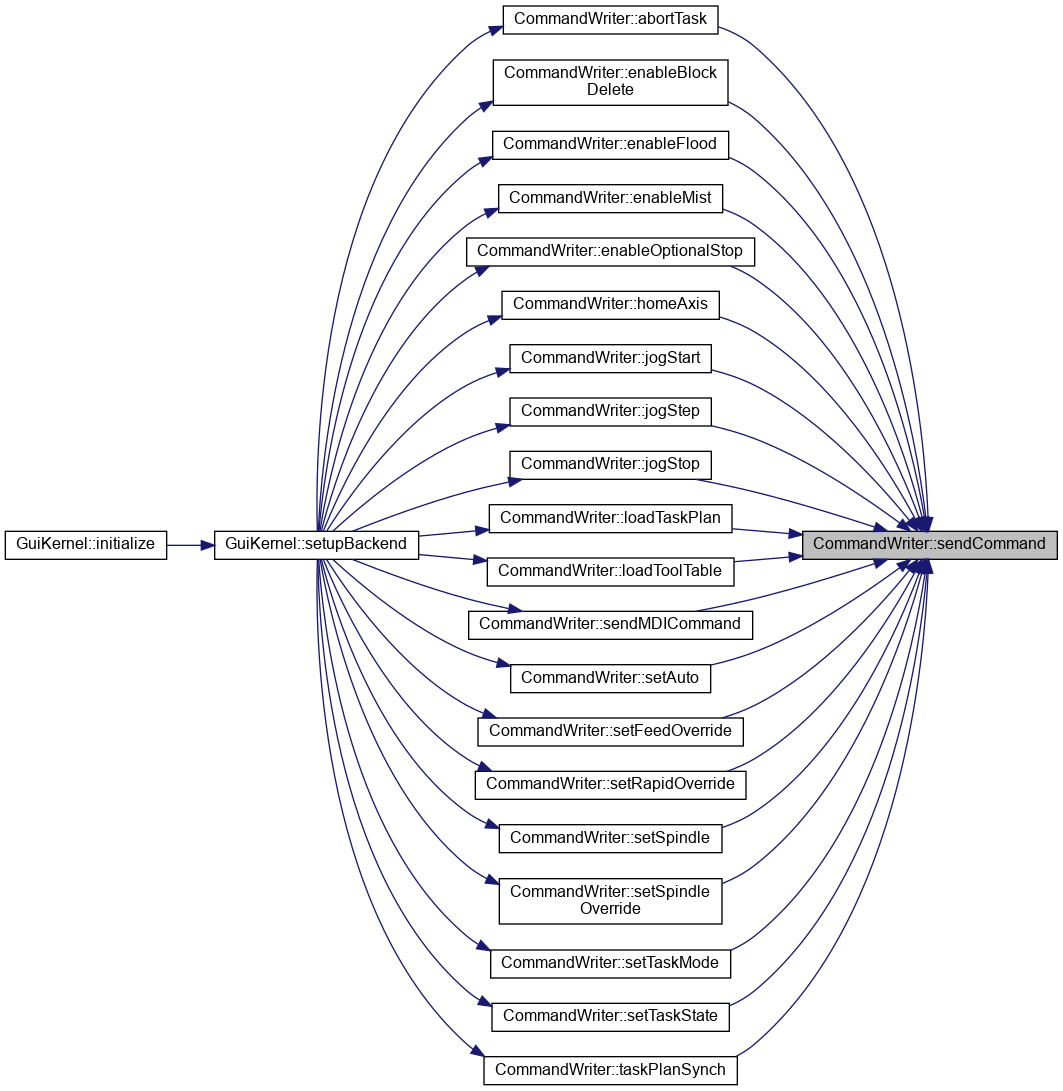 CommandWriter::abortTask
CommandWriter::enableBlock
Delete
CommandWriter::enableFlood
CommandWriter::enableMist
CommandWriter::enableOptionalStop
CommandWriter::homeAxis
CommandWriter::jogStart
CommandWriter::jogStep
CommandWriter::jogStop
CommandWriter::loadTaskPlan
GuiKernel::initialize
GuiKernel::setupBackend
CommandWriter::sendCommand
CommandWriter::loadToolTable
CommandWriter::sendMDICommand
CommandWriter::setAuto
CommandWriter::setFeedOverride
CommandWriter::setRapidOverride
CommandWriter::setSpindle
CommandWriter::setSpindle
Override
CommandWriter::setTaskMode
CommandWriter::setTaskState
CommandWriter::taskPlanSynch